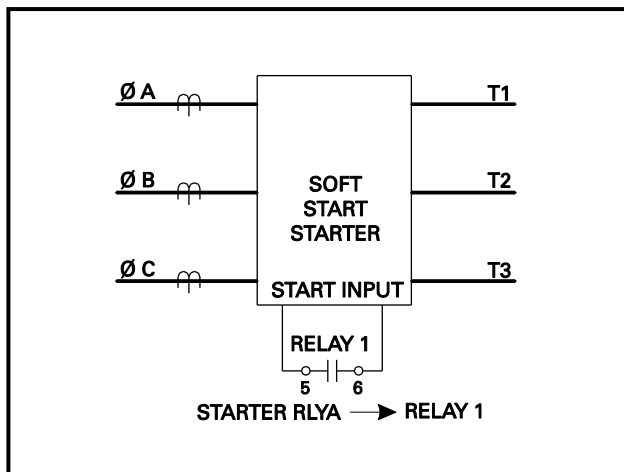 Ø A
T1
Ø B
T2
SOFT
START
STARTER
Ø C
T3
START INPUT
RELAY 1
5 6
STARTER RLYA RELAY 1